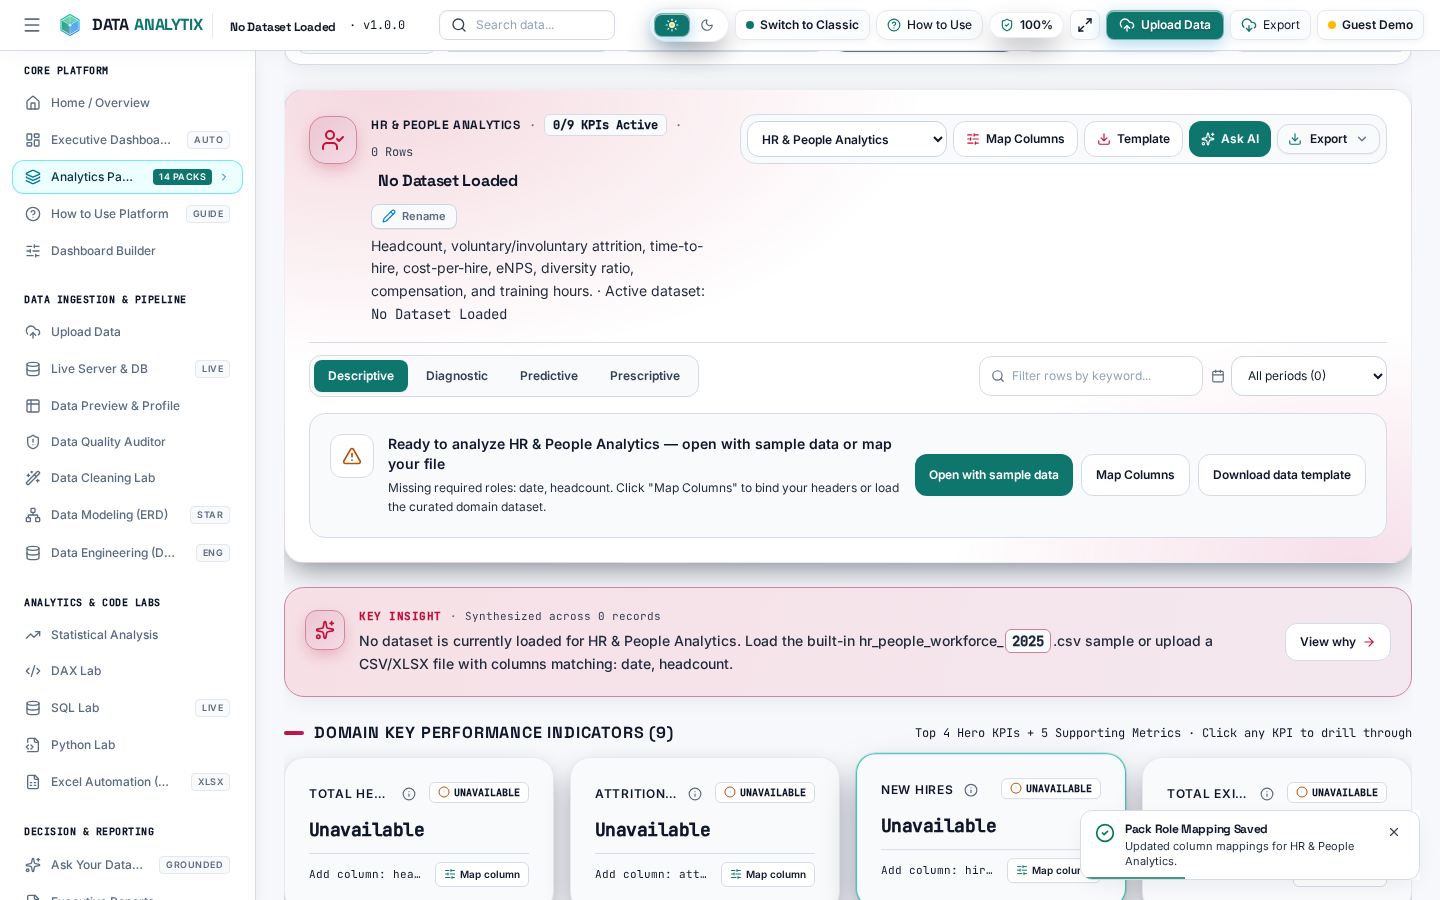 DATA ANALYTIX
No Dataset Loaded · v1.0.0
Search data...
Switch to Classic
How to Use
100%
Upload Data
Export
Guest Demo
CORE PLATFORM
Home / Overview
Executive Dashboa... AUTO
Analytics Pa... 14 PACKS
How to Use Platform GUIDE
Dashboard Builder
DATA INGESTION & PIPELINE
Upload Data
Live Server & DB LIVE
Data Preview & Profile
Data Quality Auditor
Data Cleaning Lab
Data Modeling (ERD) STAR
Data Engineering (D... ENG
ANALYTICS & CODE LABS
Statistical Analysis
DAX Lab
SQL Lab LIVE
Python Lab
Excel Automation (... XLSX
DECISION & REPORTING
Ask Your Data... GROUNDED
Executive Reports
HR & PEOPLE ANALYTICS · 0/9 KPIs Active ·
0 Rows
No Dataset Loaded
Rename
Headcount, voluntary/involuntary attrition, time-to-
hire, cost-per-hire, eNPS, diversity ratio,
compensation, and training hours. · Active dataset:
No Dataset Loaded
HR & People Analytics
Map Columns
Template
Ask AI
Export
Descriptive
Diagnostic
Predictive
Prescriptive
Filter rows by keyword...
All periods (0)
Ready to analyze HR & People Analytics — open with sample data or map
your file
Missing required roles: date, headcount. Click "Map Columns" to bind your headers or load
the curated domain dataset.
Open with sample data
Map Columns
Download data template
KEY INSIGHT · Synthesized across 0 records
No dataset is currently loaded for HR & People Analytics. Load the built-in hr_people_workforce_2025.csv sample or upload a
CSV/XLSX file with columns matching: date, headcount.
View why
DOMAIN KEY PERFORMANCE INDICATORS (9)
Top 4 Hero KPIs + 5 Supporting Metrics · Click any KPI to drill through
TOTAL HE... UNAVAILABLE
Unavailable
Add column: hea... Map column
ATTRITION... UNAVAILABLE
Unavailable
Add column: att... Map column
NEW HIRES UNAVAILABLE
Unavailable
Add column: hir... Map colur
TOTAL EXI... UNAVAILABLE
Pack Role Mapping Saved
Updated column mappings for HR & People
Analytics.